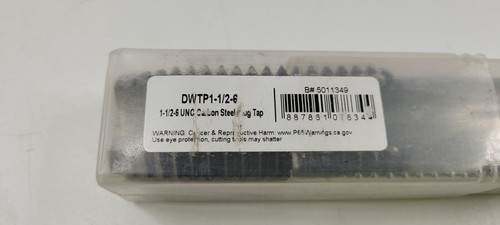 DWTP1-1/2-6
1-1/2-6 UNC Carbon Steel Plug Tap
B# 5011349
WARNING: Cancer & Reproductive Harm: www.P65Warnings.ca.gov
Use eye protection, cutting tools may shatter